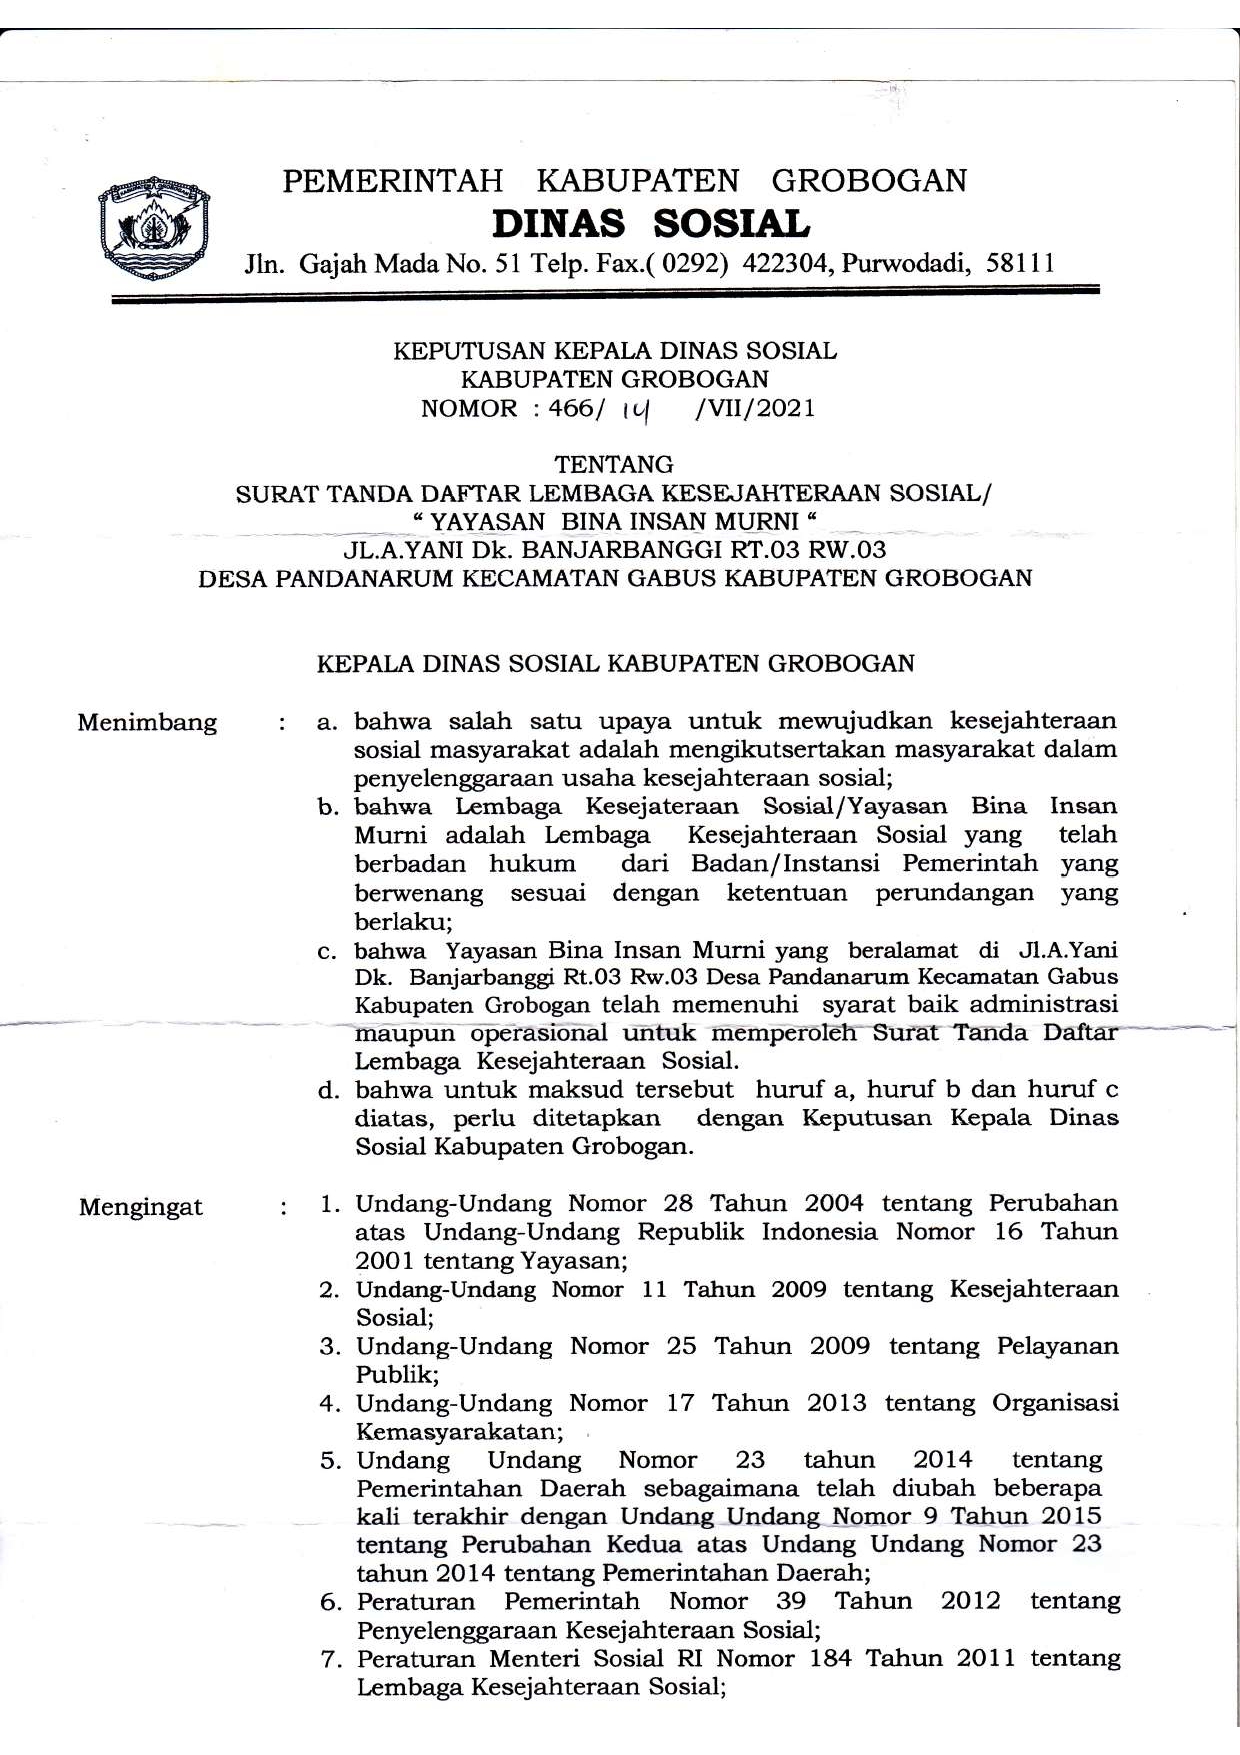 PEMERINTAH KABUPATEN GROBOGAN
DINAS SOSIAL
Jln. Gajah Mada No. 51 Telp. Fax.( 0292) 422304, Purwodadi, 58111
KEPUTUSAN KEPALA DINAS SOSIAL
KABUPATEN GROBOGAN
NOMOR : 466/ 14 /VII/2021
TENTANG
SURAT TANDA DAFTAR LEMBAGA KESEJAHTERAAN SOSIAL/
“ YAYASAN BINA INSAN MURNI “
JL.A.YANI Dk. BANJARBANGGI RT.03 RW.03
DESA PANDANARUM KECAMATAN GABUS KABUPATEN GROBOGAN
KEPALA DINAS SOSIAL KABUPATEN GROBOGAN
Menimbang : a. bahwa salah satu upaya untuk mewujudkan kesejahteraan
sosial masyarakat adalah mengikutsertakan masyarakat dalam
penyelenggaraan usaha kesejahteraan sosial;
b. bahwa Lembaga Kesejateraan Sosial/Yayasan Bina Insan
Murni adalah Lembaga Kesejahteraan Sosial yang telah
berbadan hukum dari Badan/Instansi Pemerintah yang
berwenang sesuai dengan ketentuan perundangan yang
berlaku;
c. bahwa Yayasan Bina Insan Murni yang beralamat di Jl.A.Yani
Dk. Banjarbanggi Rt.03 Rw.03 Desa Pandanarum Kecamatan Gabus
Kabupaten Grobogan telah memenuhi syarat baik administrasi
maupun operasional untuk memperoleh Surat Tanda Daftar
Lembaga Kesejahteraan Sosial.
d. bahwa untuk maksud tersebut huruf a, huruf b dan huruf c
diatas, perlu ditetapkan dengan Keputusan Kepala Dinas
Sosial Kabupaten Grobogan.
Mengingat : 1. Undang-Undang Nomor 28 Tahun 2004 tentang Perubahan
atas Undang-Undang Republik Indonesia Nomor 16 Tahun
2001 tentang Yayasan;
2. Undang-Undang Nomor 11 Tahun 2009 tentang Kesejahteraan
Sosial;
3. Undang-Undang Nomor 25 Tahun 2009 tentang Pelayanan
Publik;
4. Undang-Undang Nomor 17 Tahun 2013 tentang Organisasi
Kemasyarakatan;
5. Undang Undang Nomor 23 tahun 2014 tentang
Pemerintahan Daerah sebagaimana telah diubah beberapa
kali terakhir dengan Undang Undang Nomor 9 Tahun 2015
tentang Perubahan Kedua atas Undang Undang Nomor 23
tahun 2014 tentang Pemerintahan Daerah;
6. Peraturan Pemerintah Nomor 39 Tahun 2012 tentang
Penyelenggaraan Kesejahteraan Sosial;
7. Peraturan Menteri Sosial RI Nomor 184 Tahun 2011 tentang
Lembaga Kesejahteraan Sosial;